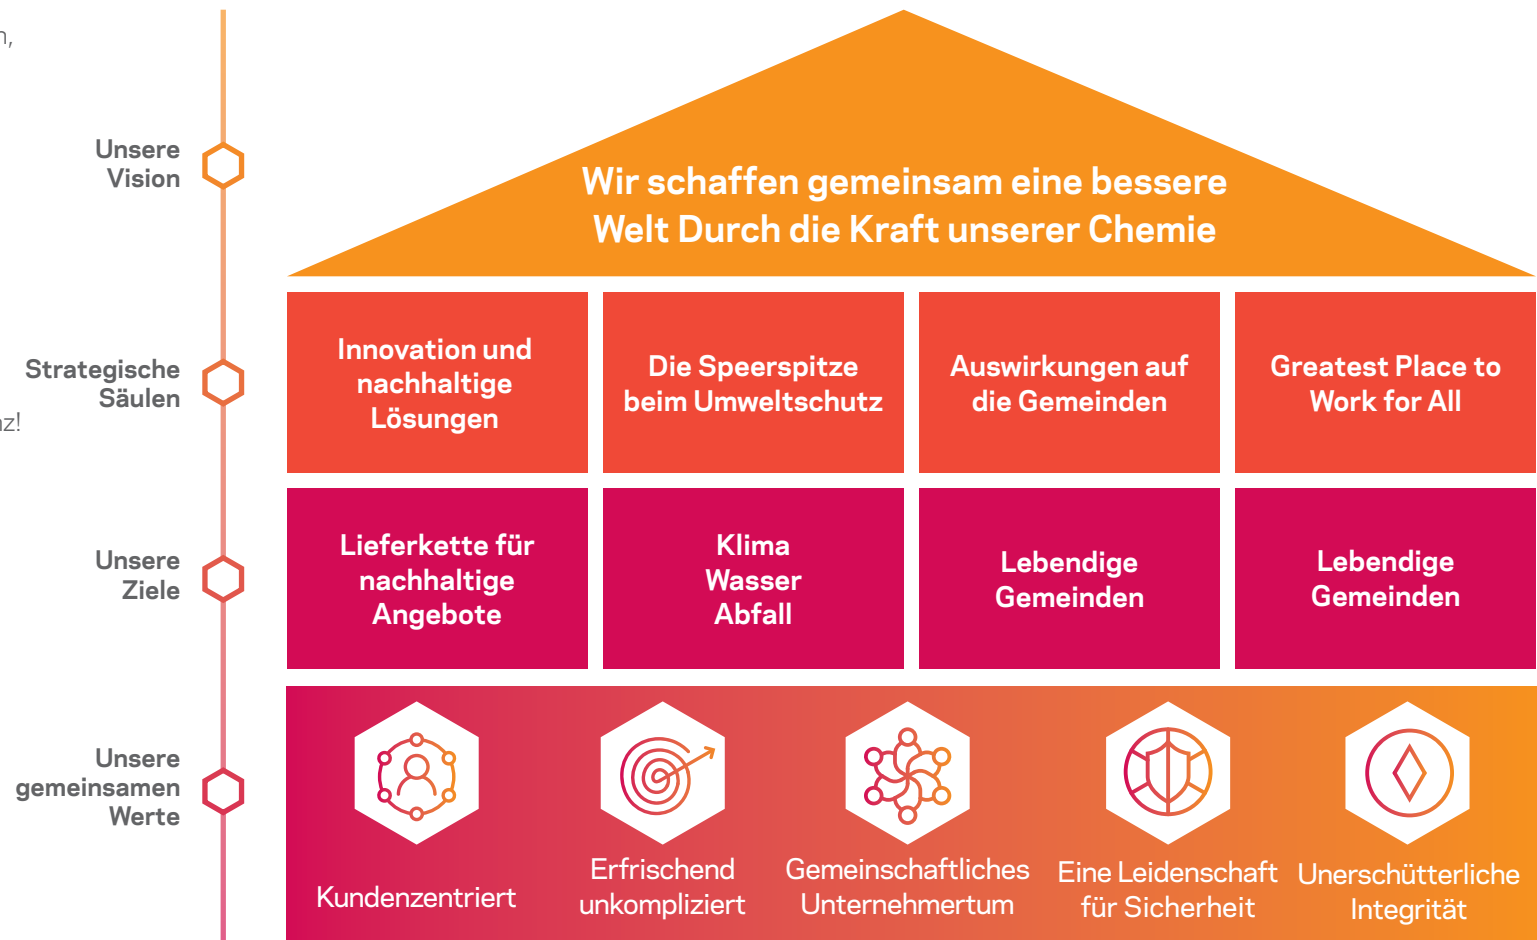 n,
Unsere
Vision
Wir schaffen gemeinsam eine bessere
Welt Durch die Kraft unserer Chemie
Strategische
Säulen
nz!
Innovation und
nachhaltige
Lösungen
Die Speerspitze
beim Umweltschutz
Auswirkungen auf
die Gemeinden
Greatest Place to
Work for All
Unsere
Ziele
Lieferkette für
nachhaltige
Angebote
Klima
Wasser
Abfall
Lebendige
Gemeinden
Lebendige
Gemeinden
Unsere
gemeinsamen
Werte
Kundenzentriert
Erfrischend
unkompliziert
Gemeinschaftliches
Unternehmertum
Eine Leidenschaft
für Sicherheit
Unerschütterliche
Integrität